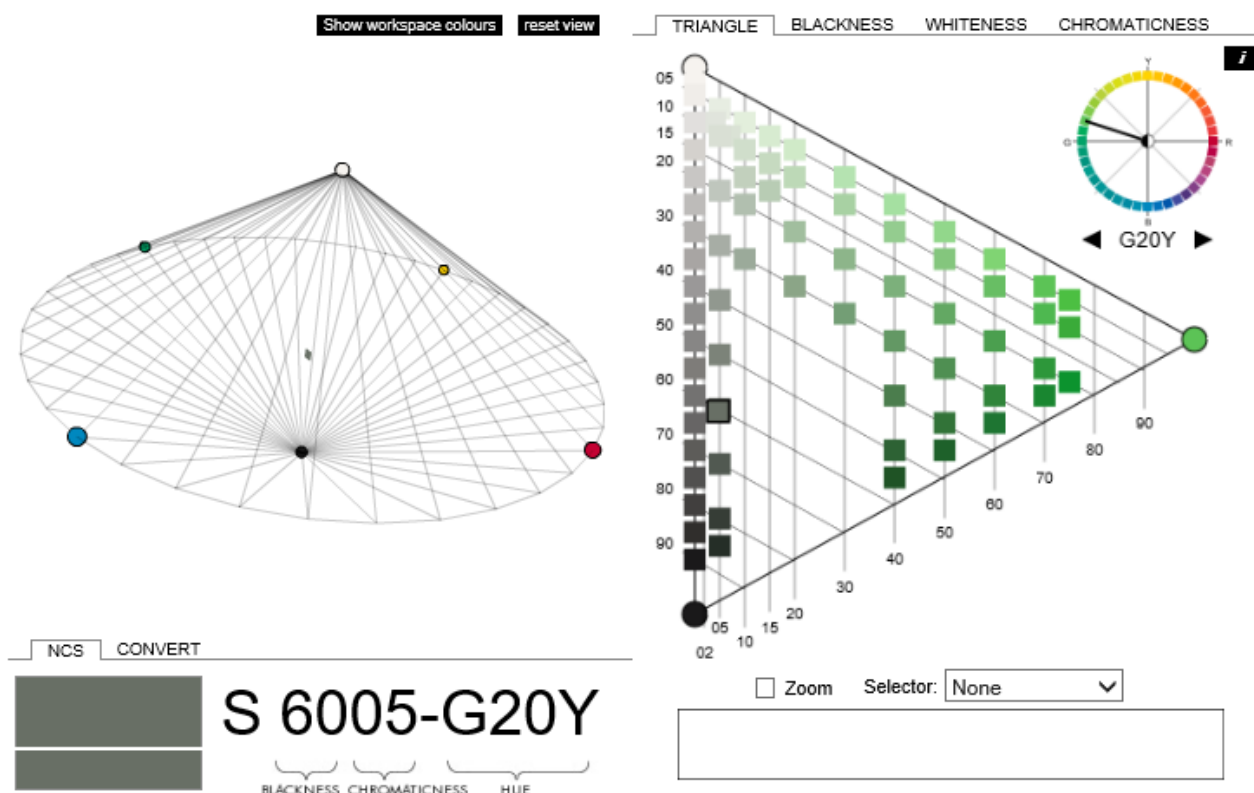 Show workspace colours reset view
TRIANGLE BLACKNESS WHITENESS CHROMATICNESS
i
Y
G
R
B
G20Y
05
10
15
20
30
40
50
60
70
80
90
90
80
70
60
50
40
30
20
15
10
05
02
NCS CONVERT
S 6005-G20Y
BLACKNESS CHROMATICNESS HUE
Zoom Selector: None